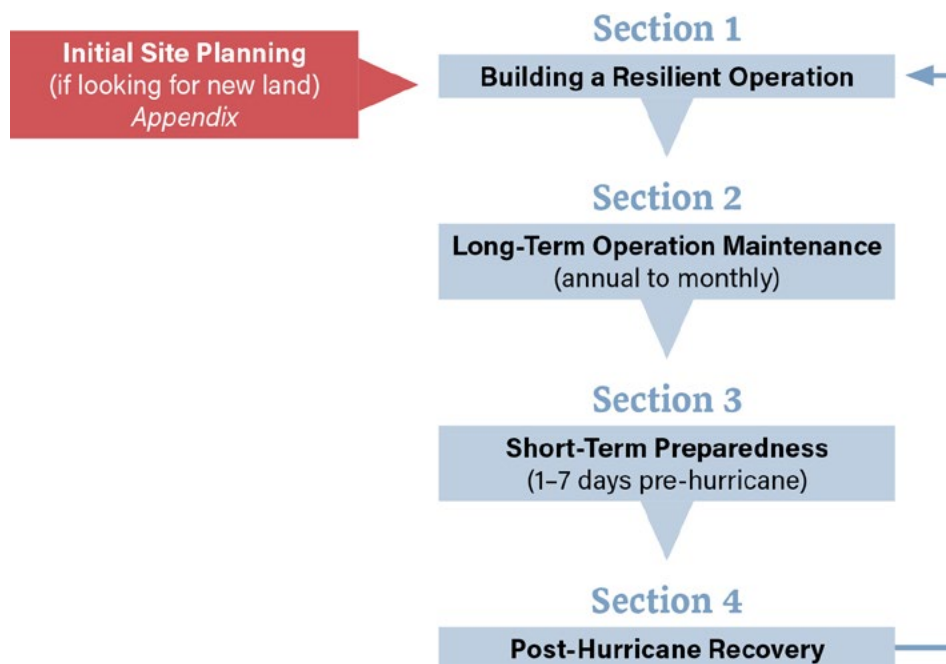 Initial Site Planning
(if looking for new land)
Appendix
Section 1
Building a Resilient Operation
Section 2
Long-Term Operation Maintenance
(annual to monthly)
Section 3
Short-Term Preparedness
(1–7 days pre-hurricane)
Section 4
Post-Hurricane Recovery